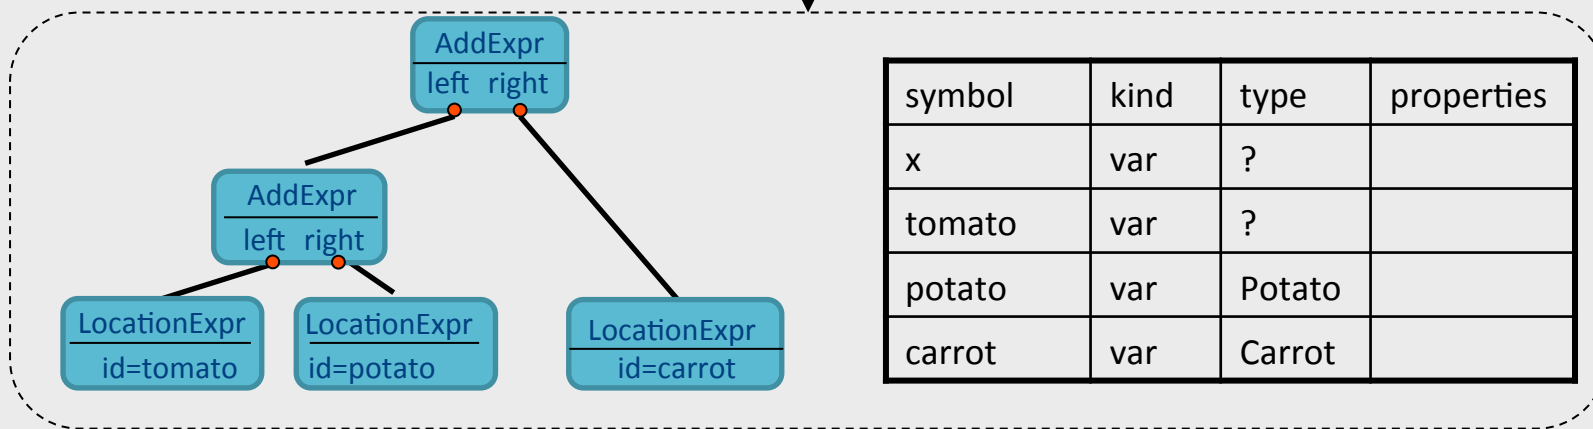 AddExpr
left right
AddExpr
left right
LocationExpr
id=tomato
LocationExpr
id=potato
LocationExpr
id=carrot
symbol kind type properties
x var ?
tomato var ?
potato var Potato
carrot var Carrot